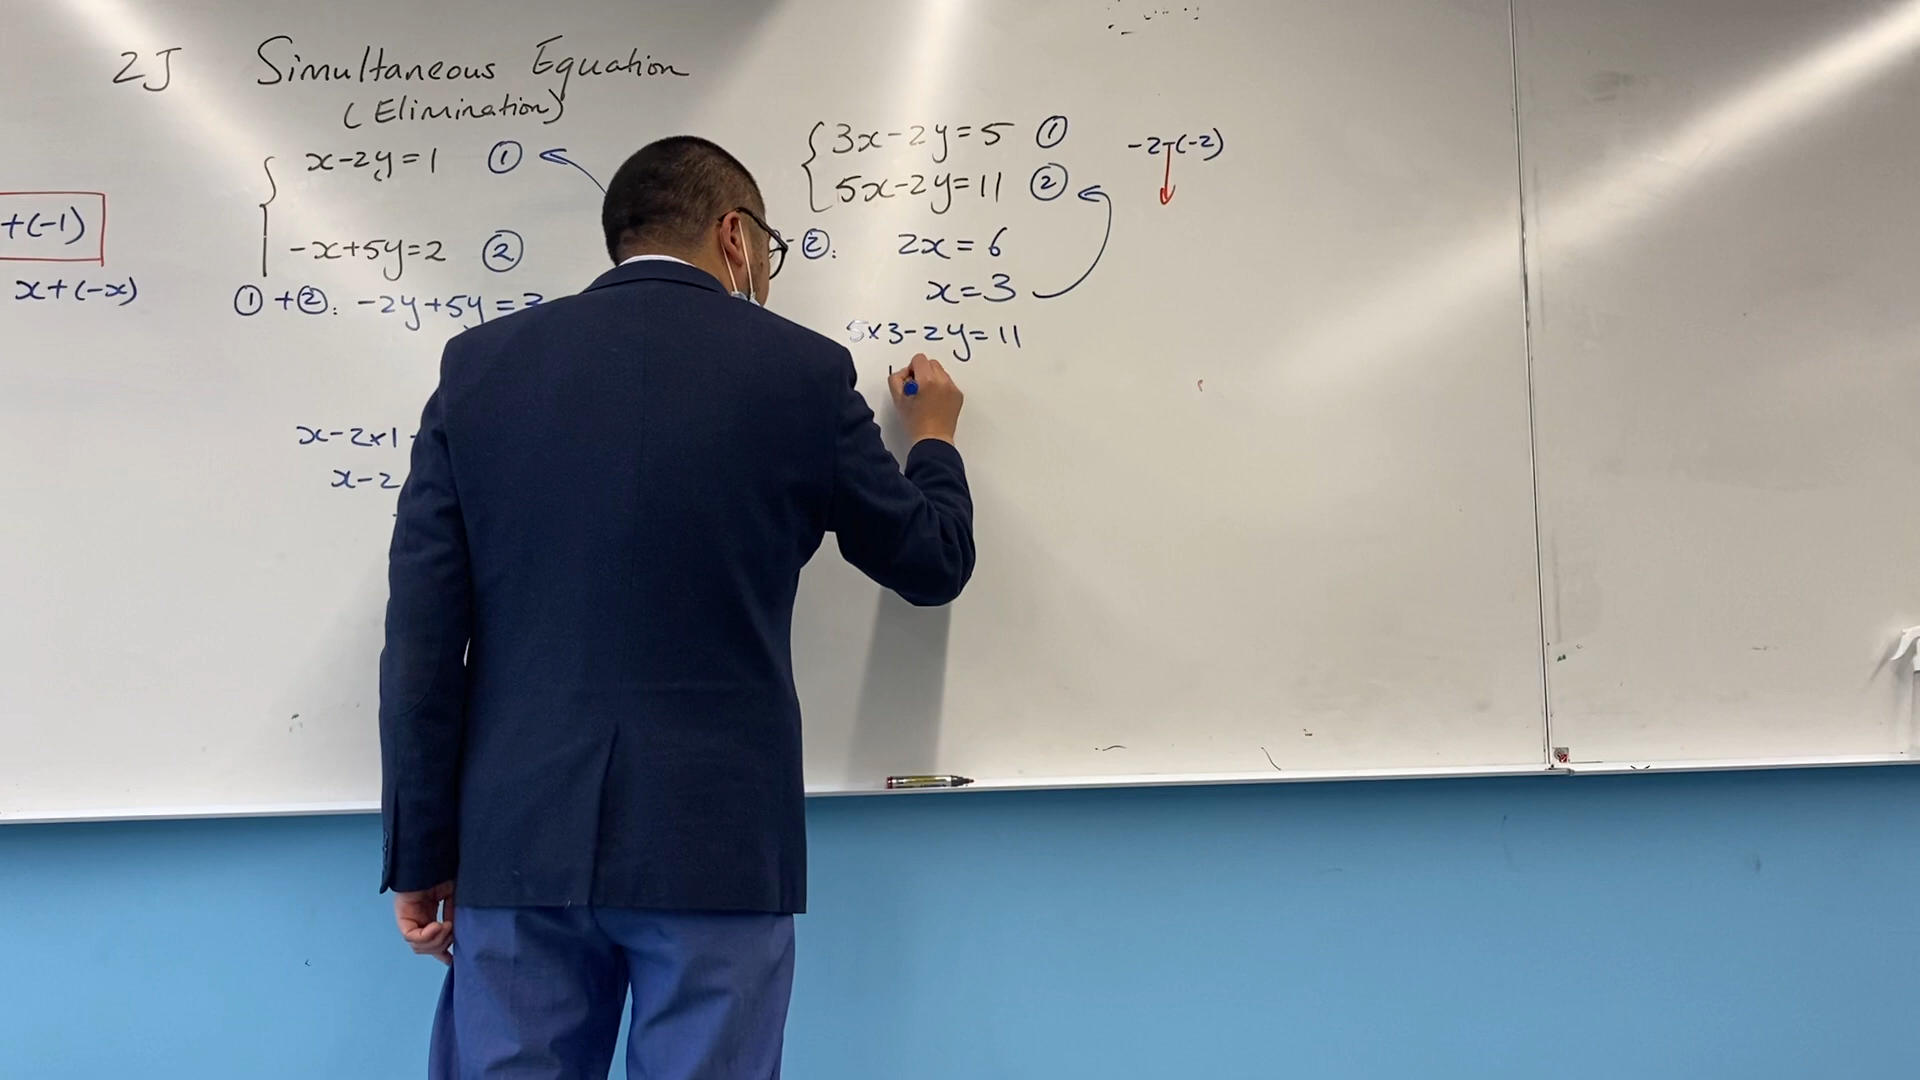 2J Simultaneous Equation
(Elimination)
+(-1)
x+(-x)
x-2y=1 ①
-x+5y=2 ②
①+②: -2y+5y=3
x-2×1
x-2
3x-2y=5 ①
5x-2y=11 ②
-2-(-2)
-②: 2x=6
x=3
5×3-2y=11